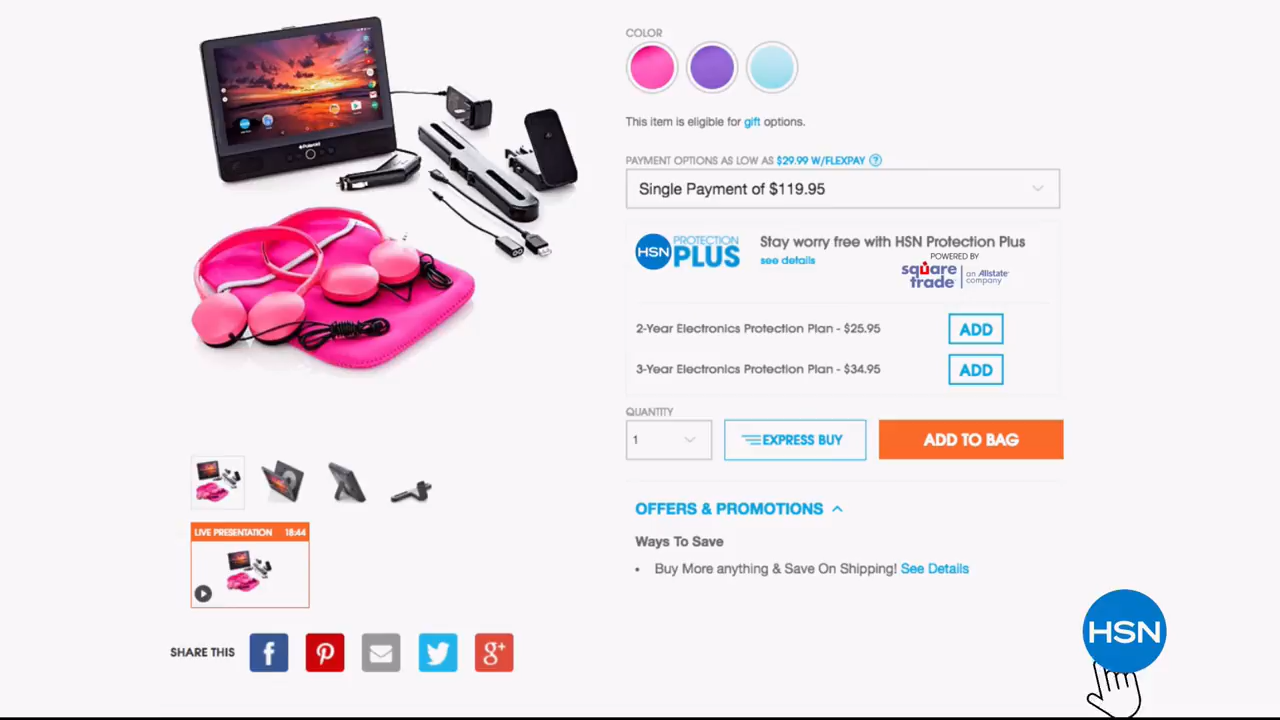 Polaroid
COLOR
This item is eligible for gift options.
PAYMENT OPTIONS AS LOW AS $29.99 W/FLEXPAY ?
Single Payment of $119.95
HSN PROTECTION PLUS
Stay worry free with HSN Protection Plus
see details
POWERED BY
square trade | an Allstate company
2-Year Electronics Protection Plan - $25.95
ADD
3-Year Electronics Protection Plan - $34.95
ADD
QUANTITY
1
EXPRESS BUY
ADD TO BAG
LIVE PRESENTATION 18:44
OFFERS & PROMOTIONS
Ways To Save
• Buy More anything & Save On Shipping! See Details
SHARE THIS
HSN